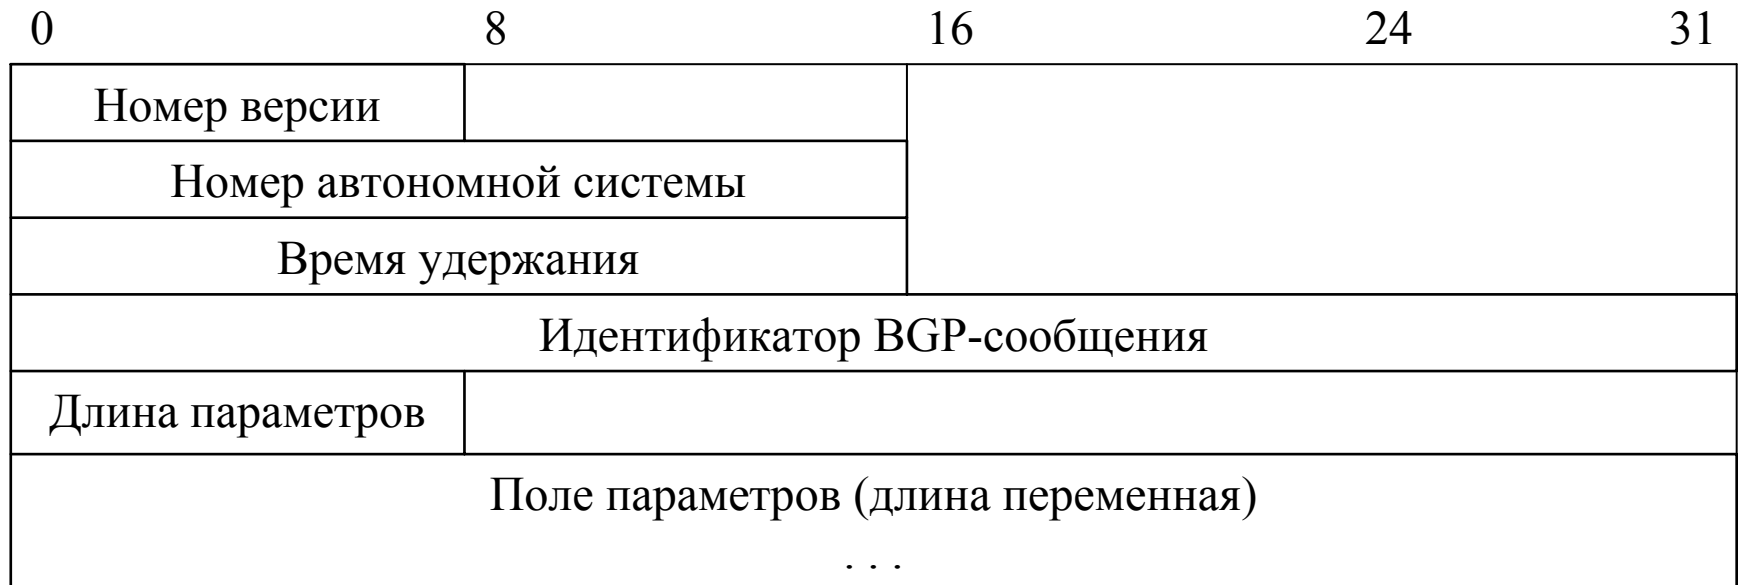 0 8 16 24 31
Номер версии
Номер автономной системы
Время удержания
Идентификатор BGP-сообщения
Длина параметров
Поле параметров (длина переменная)
. . .